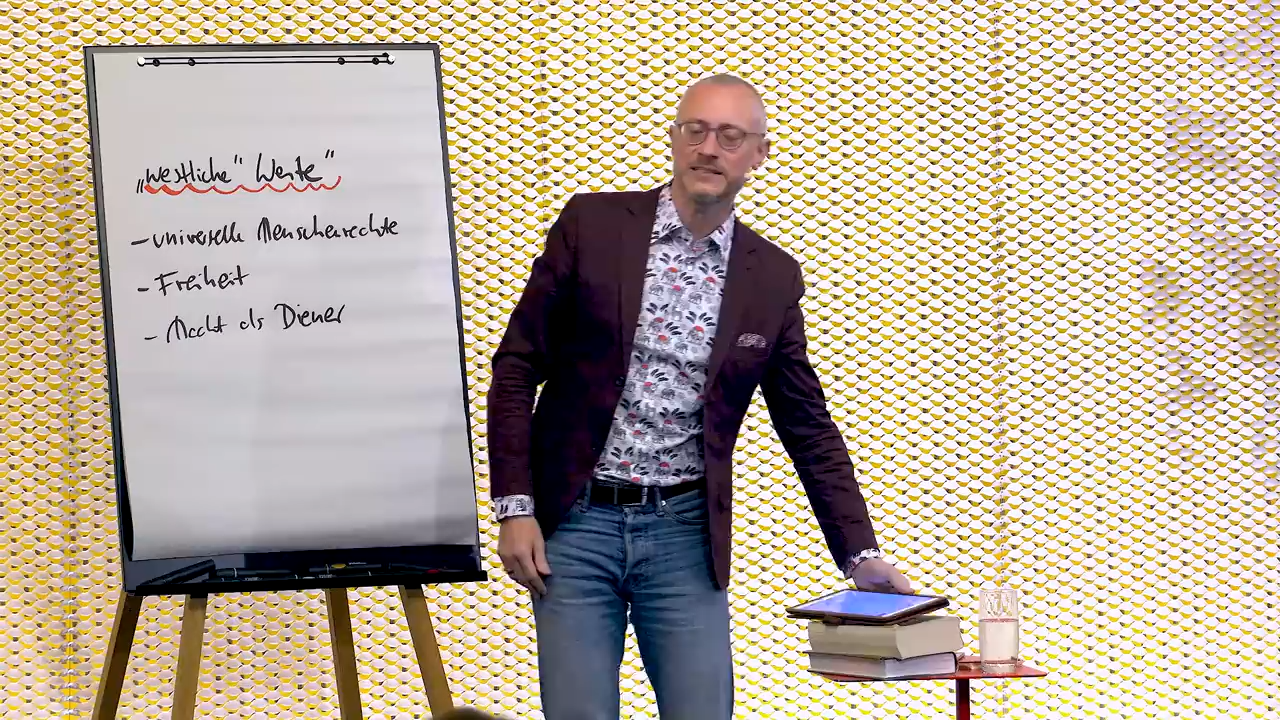 „westliche" Werte"
- universelle Menschenrechte
- Freiheit
- Macht als Diener